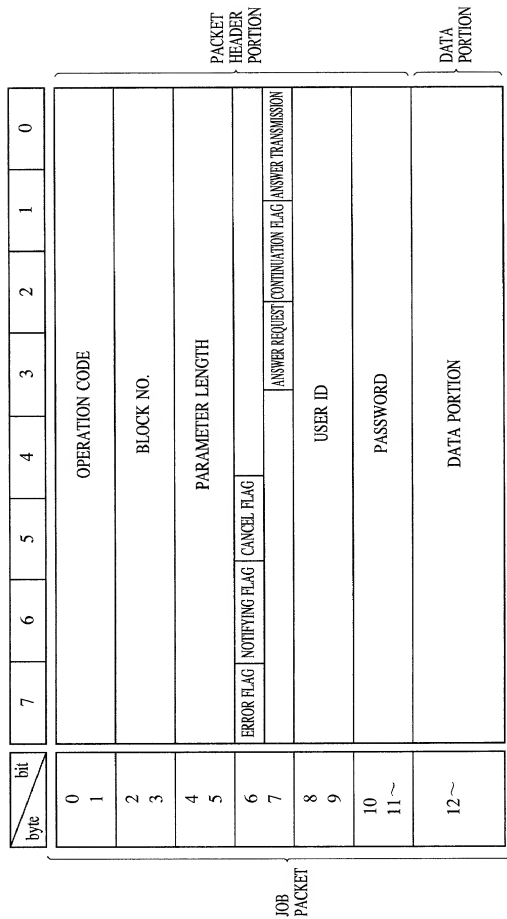 JOB PACKET
byte bit 7 6 5 4 3 2 1 0
0 1 OPERATION CODE
2 3 BLOCK NO.
4 5 PARAMETER LENGTH
6 ERROR FLAG NOTIFYING FLAG CANCEL FLAG
7 ANSWER REQUEST CONTINUATION FLAG ANSWER TRANSMISSION
8 9 USER ID
10 11~ PASSWORD
PACKET HEADER PORTION
12~ DATA PORTION
DATA PORTION